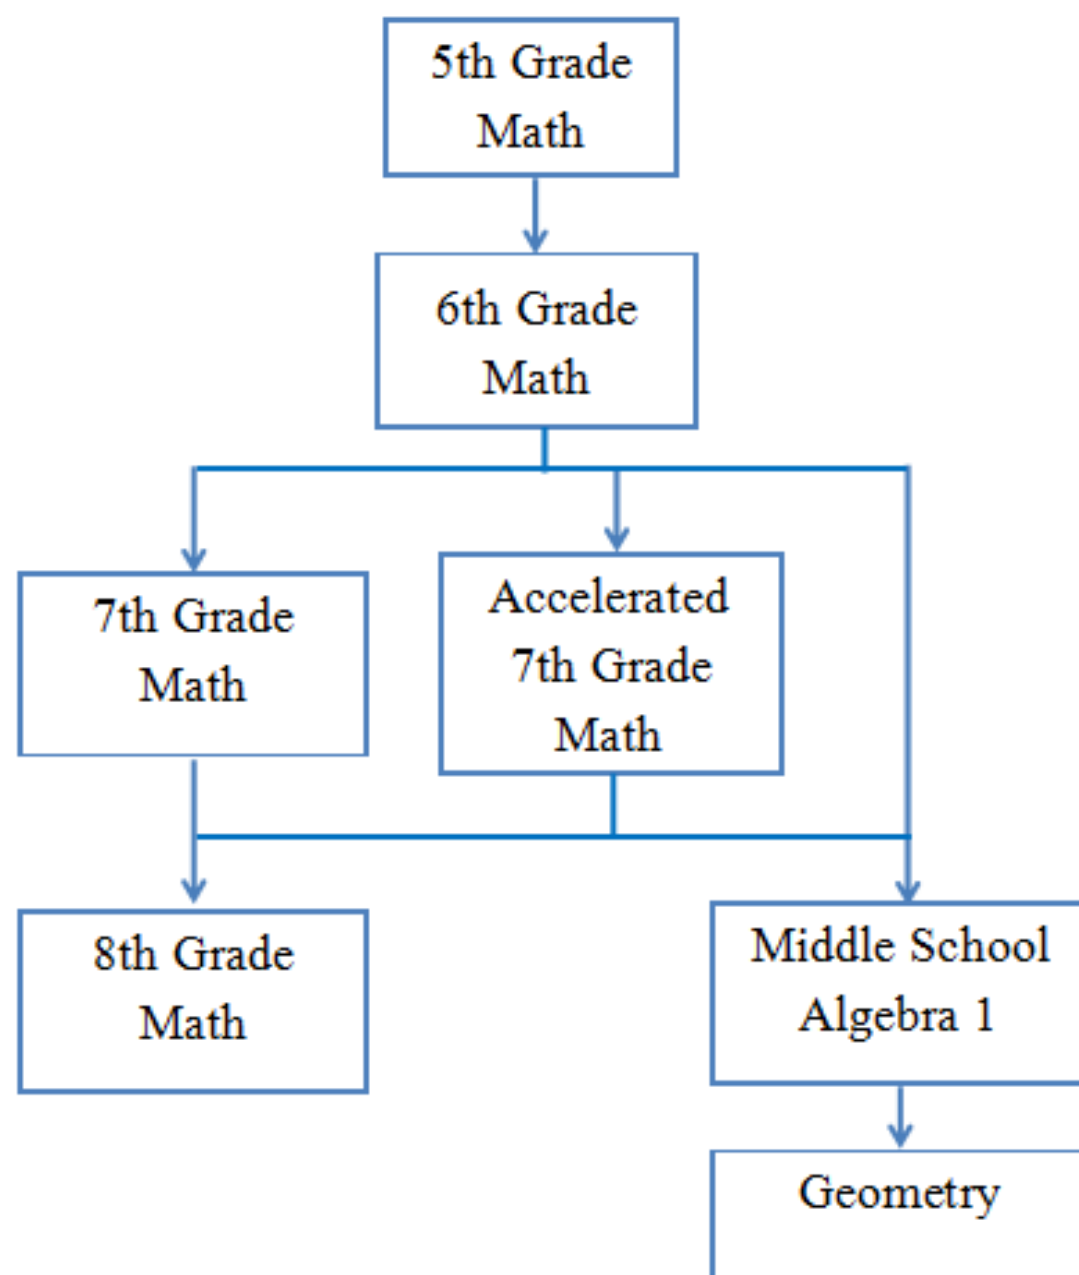 5th Grade
Math
6th Grade
Math
7th Grade
Math
Accelerated
7th Grade
Math
8th Grade
Math
Middle School
Algebra 1
Geometry